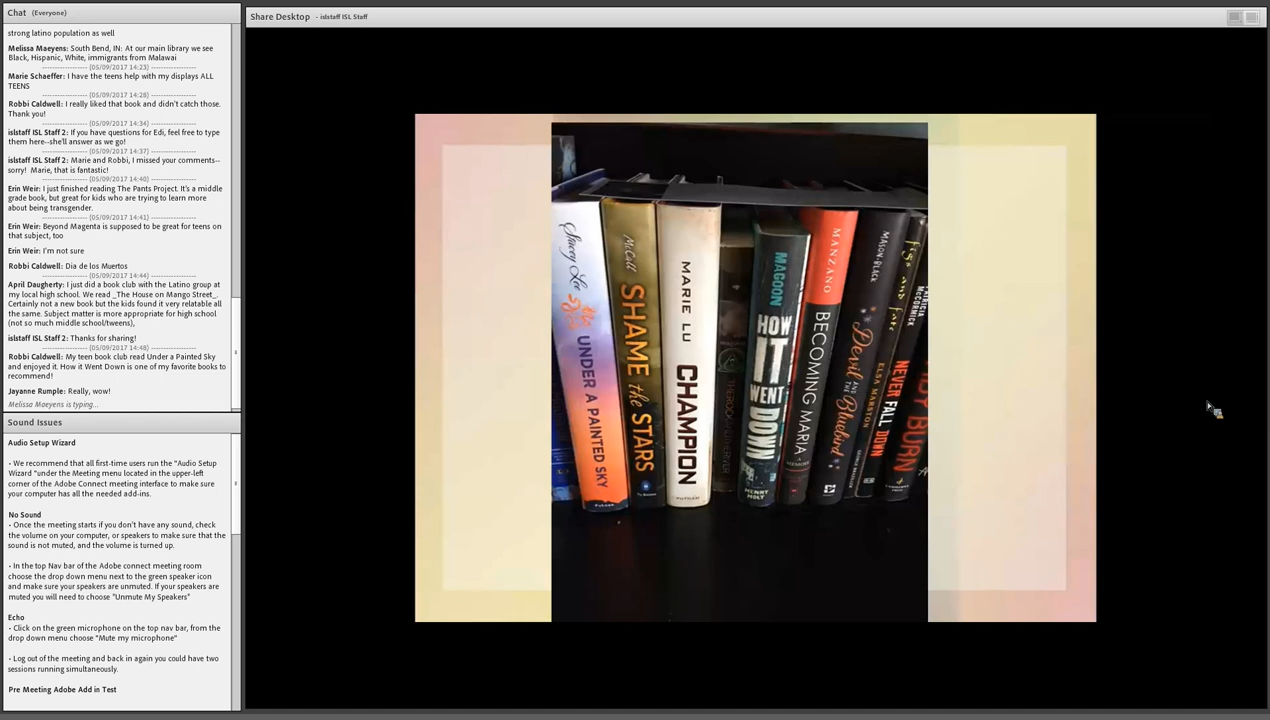 Chat (Everyone)
strong latino population as well
Melissa Maeyens: South Bend, IN: At our main library we see
Black, Hispanic, White, immigrants from Malawai
------------------ (05/09/2017 14:23) ------------------
Marie Schaeffer: I have the teens help with my displays ALL
TEENS
------------------ (05/09/2017 14:28) ------------------
Robbi Caldwell: I really liked that book and didn't catch those.
Thank you!
------------------ (05/09/2017 14:34) ------------------
islstaff ISL Staff 2: If you have questions for Edi, feel free to type
them here--she'll answer as we go!
------------------ (05/09/2017 14:37) ------------------
islstaff ISL Staff 2: Marie and Robbi, I missed your comments--
sorry! Marie, that is fantastic!
------------------ (05/09/2017 14:40) ------------------
Erin Weir: I just finished reading The Pants Project. It's a middle
grade book, but great for kids who are trying to learn more
about being transgender.
------------------ (05/09/2017 14:41) ------------------
Erin Weir: Beyond Magenta is supposed to be great for teens on
that subject, too
Erin Weir: I'm not sure
Robbi Caldwell: Dia de los Muertos
------------------ (05/09/2017 14:44) ------------------
April Daugherty: I just did a book club with the Latino group at
my local high school. We read _The House on Mango Street_.
Certainly not a new book but the kids found it very relatable all
the same. Subject matter is more appropriate for high school
(not so much middle school/tweens),
islstaff ISL Staff 2: Thanks for sharing!
------------------ (05/09/2017 14:48) ------------------
Robbi Caldwell: My teen book club read Under a Painted Sky
and enjoyed it. How it Went Down is one of my favorite books to
recommend!
Jayanne Rumple: Really, wow!
Melissa Maeyens is typing...
Sound Issues
Audio Setup Wizard
• We recommend that all first-time users run the "Audio Setup
Wizard "under the Meeting menu located in the upper-left
corner of the Adobe Connect meeting interface to make sure
your computer has all the needed add-ins.
No Sound
• Once the meeting starts if you don't have any sound, check
the volume on your computer, or speakers to make sure that the
sound is not muted, and the volume is turned up.
• In the top Nav bar of the Adobe connect meeting room
choose the drop down menu next to the green speaker icon
and make sure your speakers are unmuted. If your speakers are
muted you will need to choose "Unmute My Speakers"
Echo
• Click on the green microphone on the top nav bar, from the
drop down menu choose "Mute my microphone"
• Log out of the meeting and back in again you could have two
sessions running simultaneously.
Pre Meeting Adobe Add in Test
Share Desktop - islstaff ISL Staff
Stacey Lee UNDER A PAINTED SKY
McCall SHAME the STARS
MARIE LU CHAMPION
MAGOON HOW IT WENT DOWN HENRY HOLT
MANZANO BECOMING MARIA
MASON-BLACK Devil AND THE Bluebird
figs and fate ELSA MARSTON
PATRICIA McCORMICK NEVER FALL DOWN
BURN